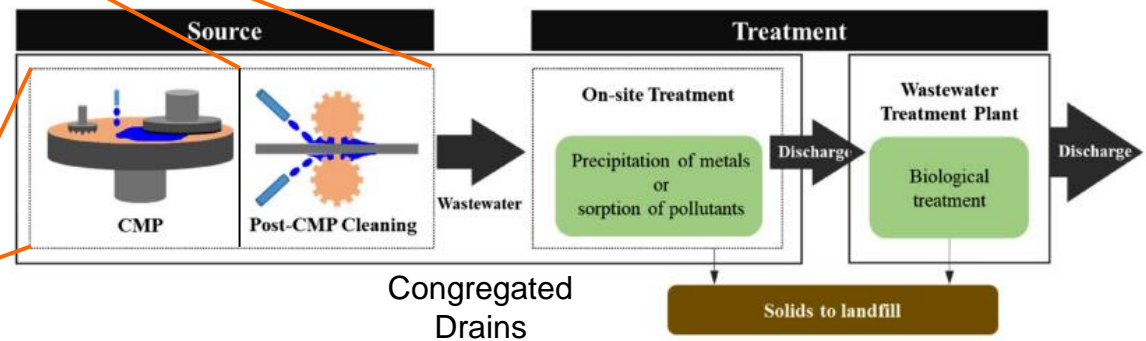 Source
Treatment
CMP
Post-CMP Cleaning
Wastewater
On-site Treatment
Precipitation of metals
or
sorption of pollutants
Discharge
Wastewater
Treatment Plant
Biological
treatment
Discharge
Congregated
Drains
Solids to landfill